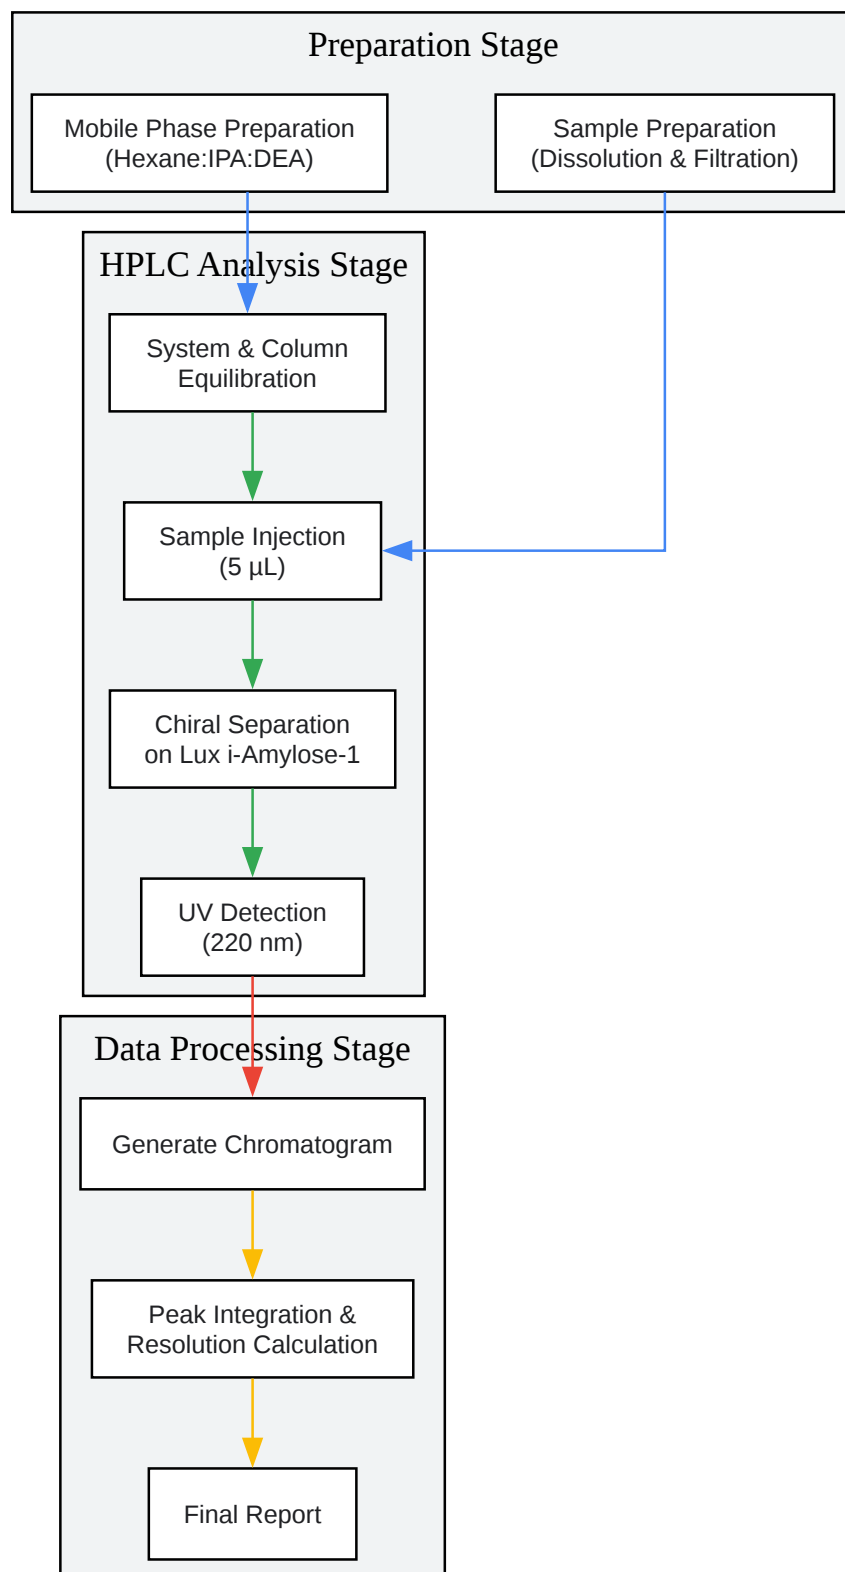 Preparation Stage
Mobile Phase Preparation
(Hexane:IPA:DEA)
Sample Preparation
(Dissolution & Filtration)
HPLC Analysis Stage
System & Column
Equilibration
Sample Injection
(5 µL)
Chiral Separation
on Lux i-Amylose-1
UV Detection
(220 nm)
Data Processing Stage
Generate Chromatogram
Peak Integration &
Resolution Calculation
Final Report